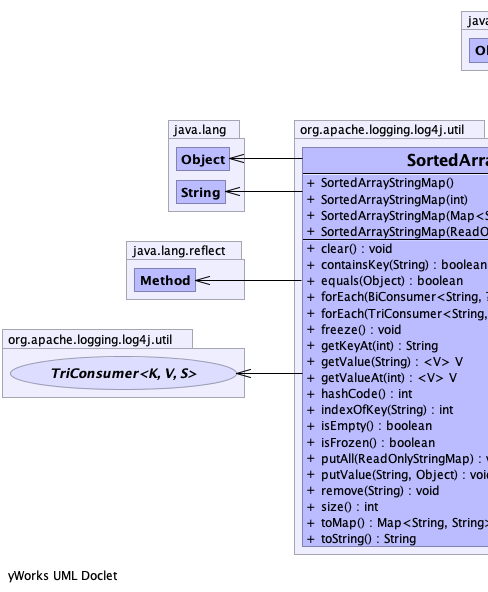 java.
java.lang
Object
String
java.lang.reflect
Method
org.apache.logging.log4j.util
TriConsumer<K, V, S>
org.apache.logging.log4j.util
SortedArra
+ SortedArrayStringMap()
+ SortedArrayStringMap(int)
+ SortedArrayStringMap(Map<S
+ SortedArrayStringMap(ReadO
+ clear() : void
+ containsKey(String) : boolean
+ equals(Object) : boolean
+ forEach(BiConsumer<String, ?
+ forEach(TriConsumer<String,
+ freeze() : void
+ getKeyAt(int) : String
+ getValue(String) : <V> V
+ getValueAt(int) : <V> V
+ hashCode() : int
+ indexOfKey(String) : int
+ isEmpty() : boolean
+ isFrozen() : boolean
+ putAll(ReadOnlyStringMap) : v
+ putValue(String, Object) : voi
+ remove(String) : void
+ size() : int
+ toMap() : Map<String, String>
+ toString() : String
yWorks UML Doclet